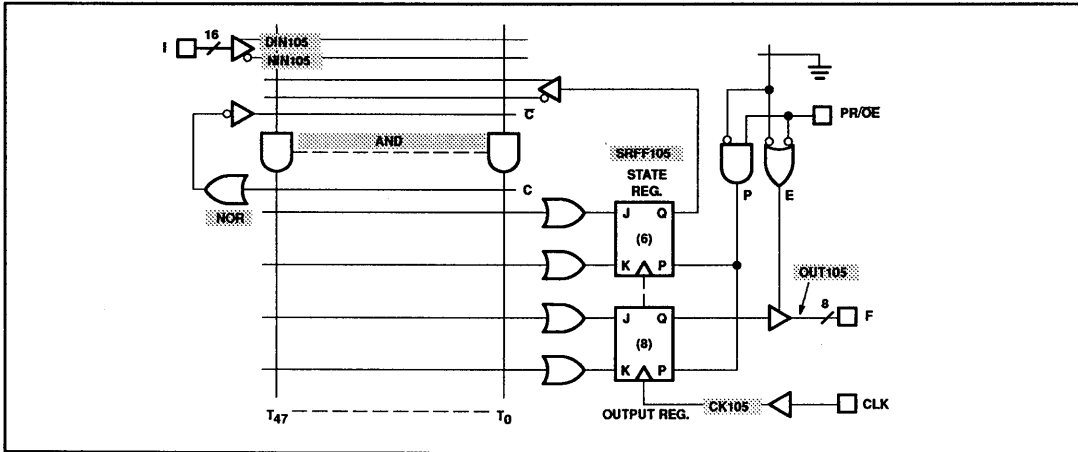 I
16
DIN105
NIN105
C̅
PR/O̅E̅
AND
SRFF105
STATE
REG.
P
E
C
NOR
J Q
(6)
K P
OUT105
J Q
8
F
(8)
K P
T47
T0
OUTPUT REG.
CK105
CLK